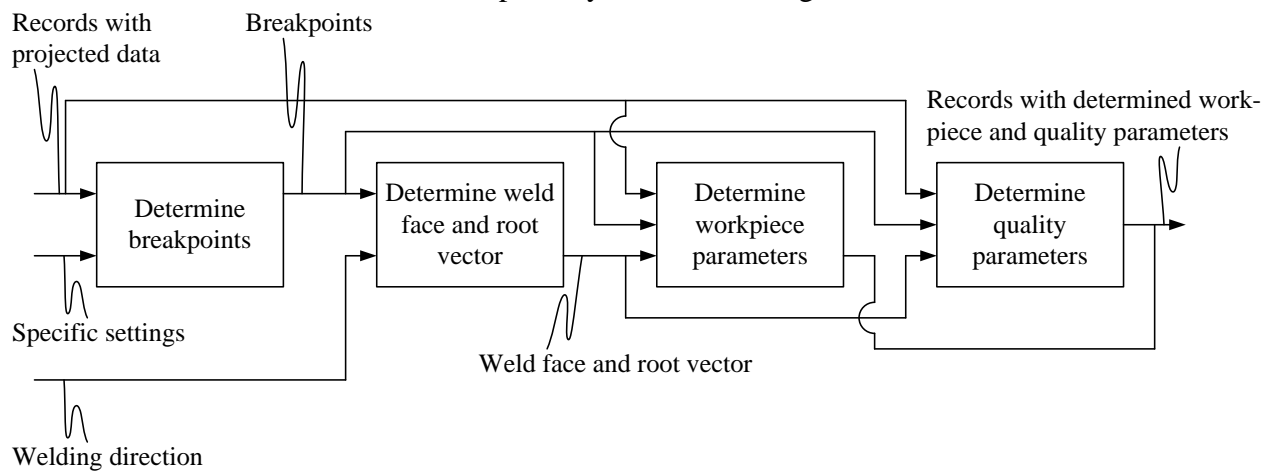 Records with
projected data
Breakpoints
Records with determined work-
piece and quality parameters
Determine
breakpoints
Determine weld
face and root
vector
Determine
workpiece
parameters
Determine
quality
parameters
Specific settings
Weld face and root vector
Welding direction